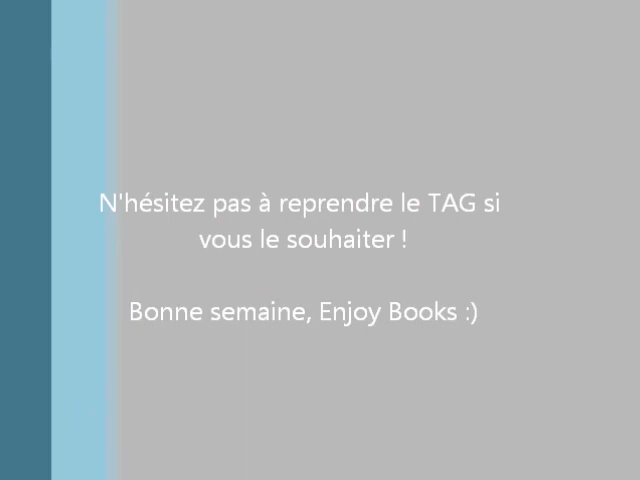 N'hésitez pas à reprendre le TAG si
vous le souhaiter !
Bonne semaine, Enjoy Books :)